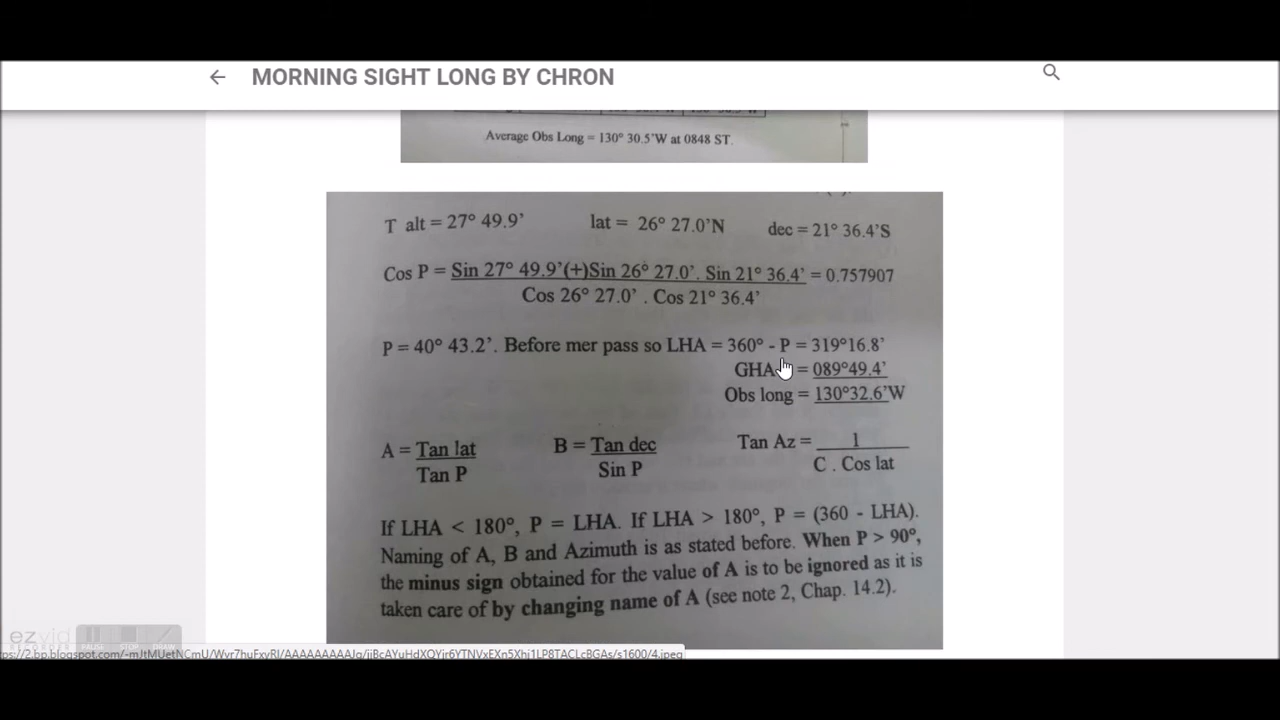 MORNING SIGHT LONG BY CHRON
Average Obs Long = 130° 30.5'W at 0848 ST.
T alt = 27° 49.9' lat = 26° 27.0'N dec = 21° 36.4'S
Cos P = Sin 27° 49.9'(+)Sin 26° 27.0'. Sin 21° 36.4' = 0.757907
Cos 26° 27.0' . Cos 21° 36.4'
P = 40° 43.2'. Before mer pass so LHA = 360° - P = 319°16.8'
GHA = 089°49.4'
Obs long = 130°32.6'W
A = Tan lat B = Tan dec Tan Az = 1
Tan P Sin P C . Cos lat
If LHA < 180°, P = LHA. If LHA > 180°, P = (360 - LHA).
Naming of A, B and Azimuth is as stated before. When P > 90°,
the minus sign obtained for the value of A is to be ignored as it is
taken care of by changing name of A (see note 2, Chap. 14.2).
ezvid
PAUSE STOP DRAW